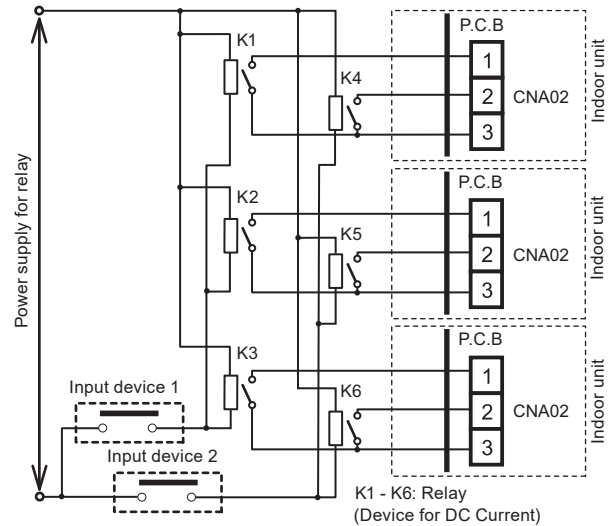 P.C.B
K1
1
K4
2
CNA02
3
Indoor unit
P.C.B
K2
1
K5
2
CNA02
3
Indoor unit
P.C.B
K3
1
K6
2
CNA02
3
Indoor unit
Power supply for relay
Input device 1
Input device 2
K1 - K6: Relay
(Device for DC Current)